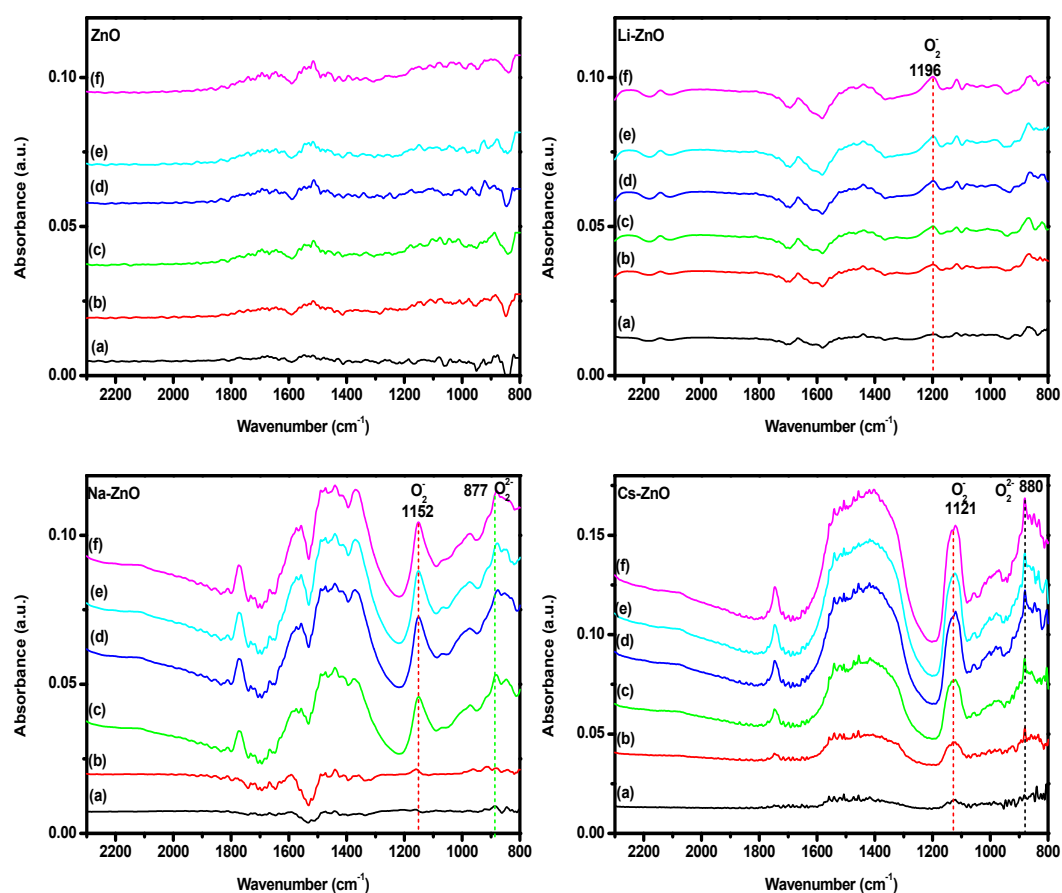 ZnO
(f)
(e)
(d)
(c)
(b)
(a)
0.10
0.05
0.00
Absorbance (a.u.)
2200 2000 1800 1600 1400 1200 1000 800
Wavenumber (cm⁻¹)
Li-ZnO
O₂⁻
1196
(f)
(e)
(d)
(c)
(b)
(a)
0.10
0.05
0.00
Absorbance (a.u.)
2200 2000 1800 1600 1400 1200 1000 800
Wavenumber (cm⁻¹)
Na-ZnO
O₂⁻
1152
877 O₂²⁻
(f)
(e)
(d)
(c)
(b)
(a)
0.10
0.05
0.00
Absorbance (a.u.)
2200 2000 1800 1600 1400 1200 1000 800
Wavenumber (cm⁻¹)
Cs-ZnO
O₂⁻
1121
O₂²⁻ 880
(f)
(e)
(d)
(c)
(b)
(a)
0.15
0.10
0.05
0.00
Absorbance (a.u.)
2200 2000 1800 1600 1400 1200 1000 800
Wavenumber (cm⁻¹)